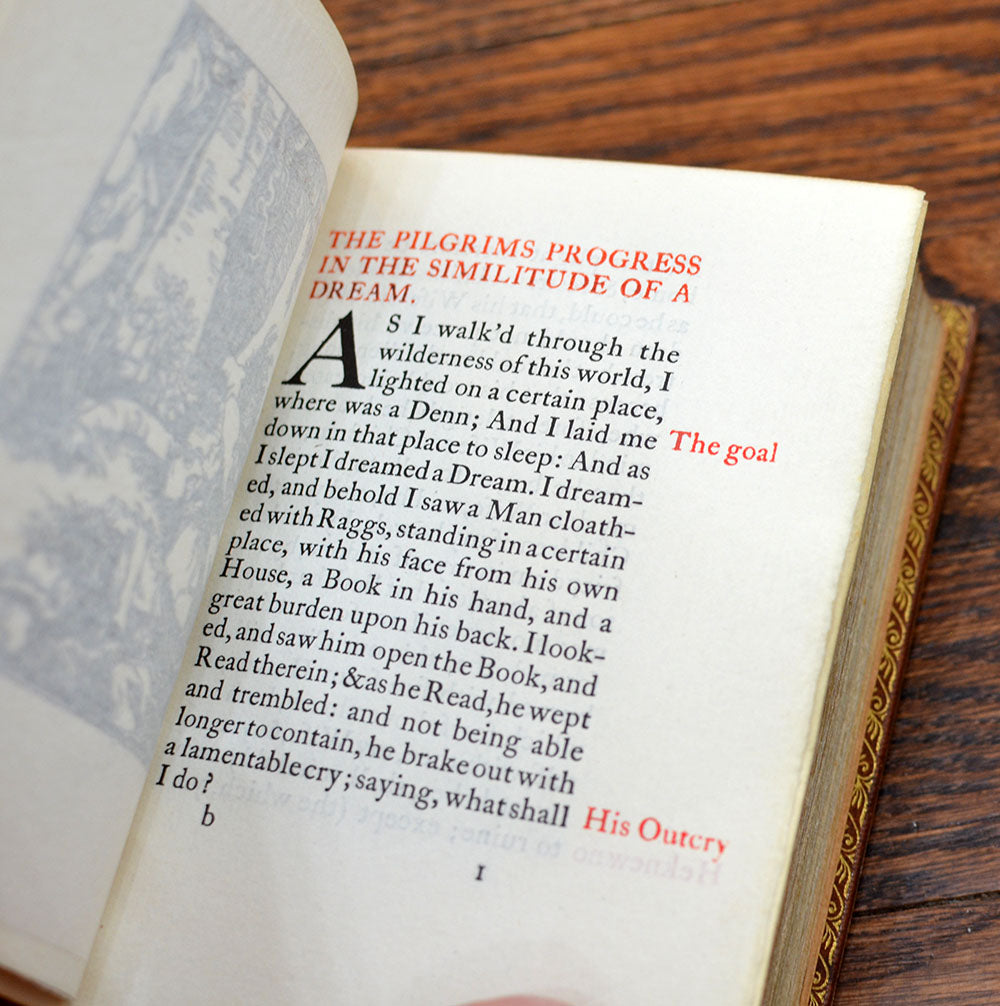 THE PILGRIMS PROGRESS
IN THE SIMILITUDE OF A
DREAM.
AS I walk'd through the
wilderness of this world, I
lighted on a certain place,
where was a Denn; And I laid me
The goal
down in that place to sleep: And as
I slept I dreamed a Dream. I dream-
ed, and behold I saw a Man cloath-
ed with Raggs, standing in a certain
place, with his face from his own
House, a Book in his hand, and a
great burden upon his back. I look-
ed, and saw him open the Book, and
Read therein; & as he Read, he wept
and trembled: and not being able
longer to contain, he brake out with
a lamentable cry; saying, what shall
His Outcry
I do?
b
1